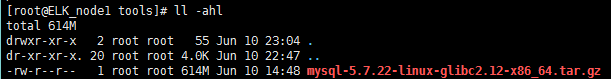 [root@ELK_node1 tools]# ll -ahl
total 614M
drwxr-xr-x   2 root root   55 Jun 10 23:04 .
dr-xr-xr-x. 20 root root 4.0K Jun 10 22:47 ..
-rw-r--r--   1 root root 614M Jun 10 14:48 mysql-5.7.22-linux-glibc2.12-x86_64.tar.gz